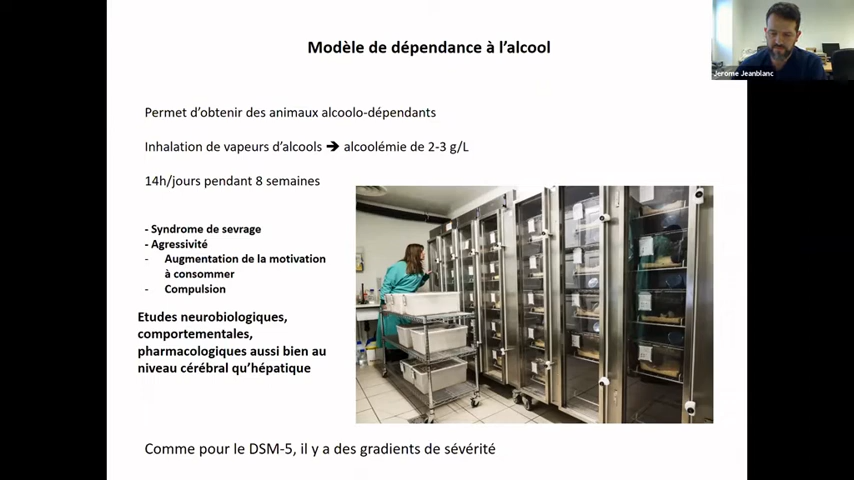 Modèle de dépendance à l'alcool
Jerome Jeanblanc
Permet d'obtenir des animaux alcoolo-dépendants
Inhalation de vapeurs d'alcools ➔ alcoolémie de 2-3 g/L
14h/jours pendant 8 semaines
- Syndrome de sevrage
- Agressivité
- Augmentation de la motivation
à consommer
- Compulsion
Etudes neurobiologiques,
comportementales,
pharmacologiques aussi bien au
niveau cérébral qu'hépatique
Comme pour le DSM-5, il y a des gradients de sévérité